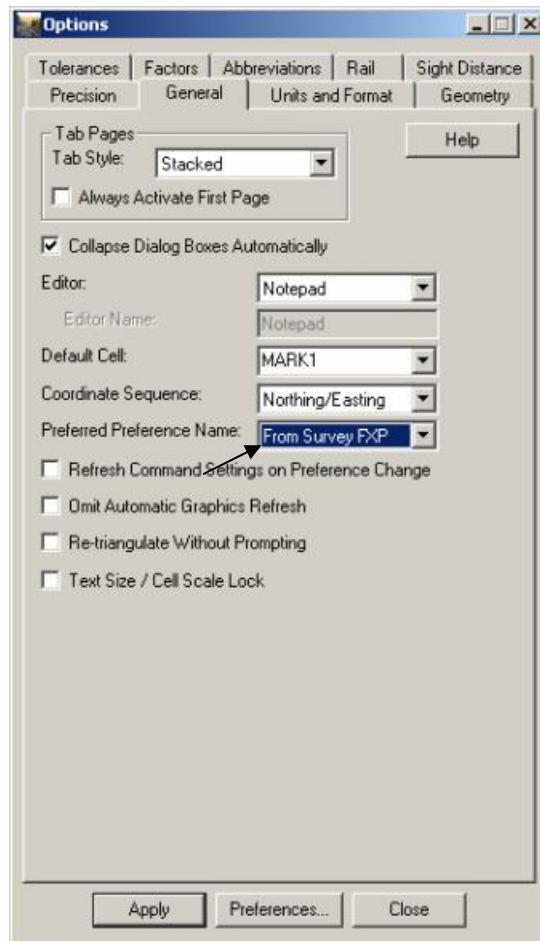 Options
Tolerances Factors Abbreviations Rail Sight Distance
Precision General Units and Format Geometry
Tab Pages
Help
Tab Style: Stacked
Always Activate First Page
Collapse Dialog Boxes Automatically
Editor: Notepad
Editor Name: Notepad
Default Cell: MARK1
Coordinate Sequence: Northing/Easting
Preferred Preference Name: From Survey FXP
Refresh Command Settings on Preference Change
Omit Automatic Graphics Refresh
Re-triangulate Without Prompting
Text Size / Cell Scale Lock
Apply Preferences... Close